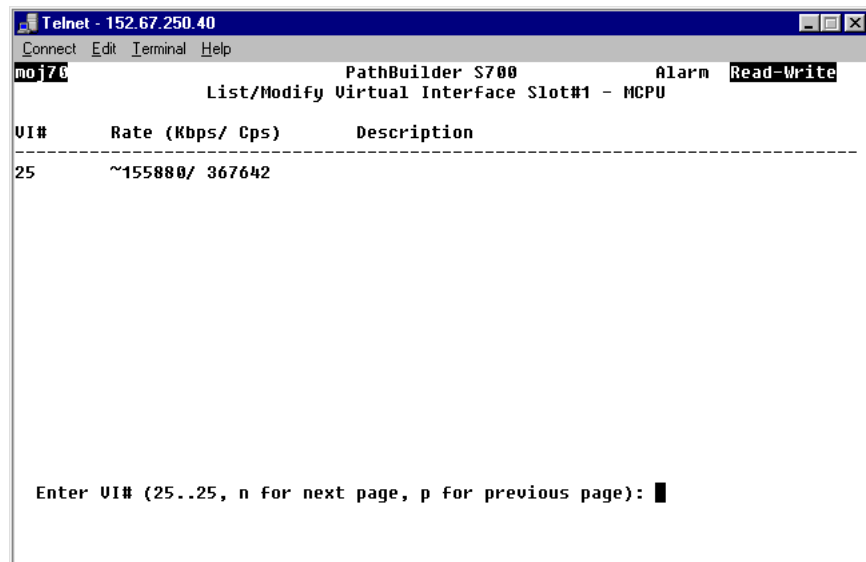 Telnet - 152.67.250.40
Connect Edit Terminal Help
moj70 PathBuilder S700 Alarm Read-Write
List/Modify Virtual Interface Slot#1 - MCPU
VI# Rate (Kbps/ Cps) Description
--------------------------------------------------------------------------------
25 ~155880/ 367642
Enter VI# (25..25, n for next page, p for previous page):